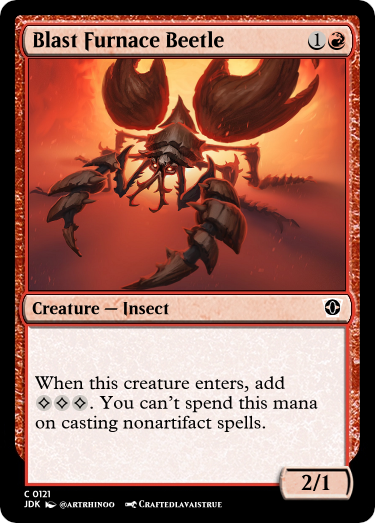 Blast Furnace Beetle 1
Creature — Insect
When this creature enters, add
. You can't spend this mana
on casting nonartifact spells.
2/1
C 0121
JDK @ARTRHINOO CRAFTEDLAVAISTRUE